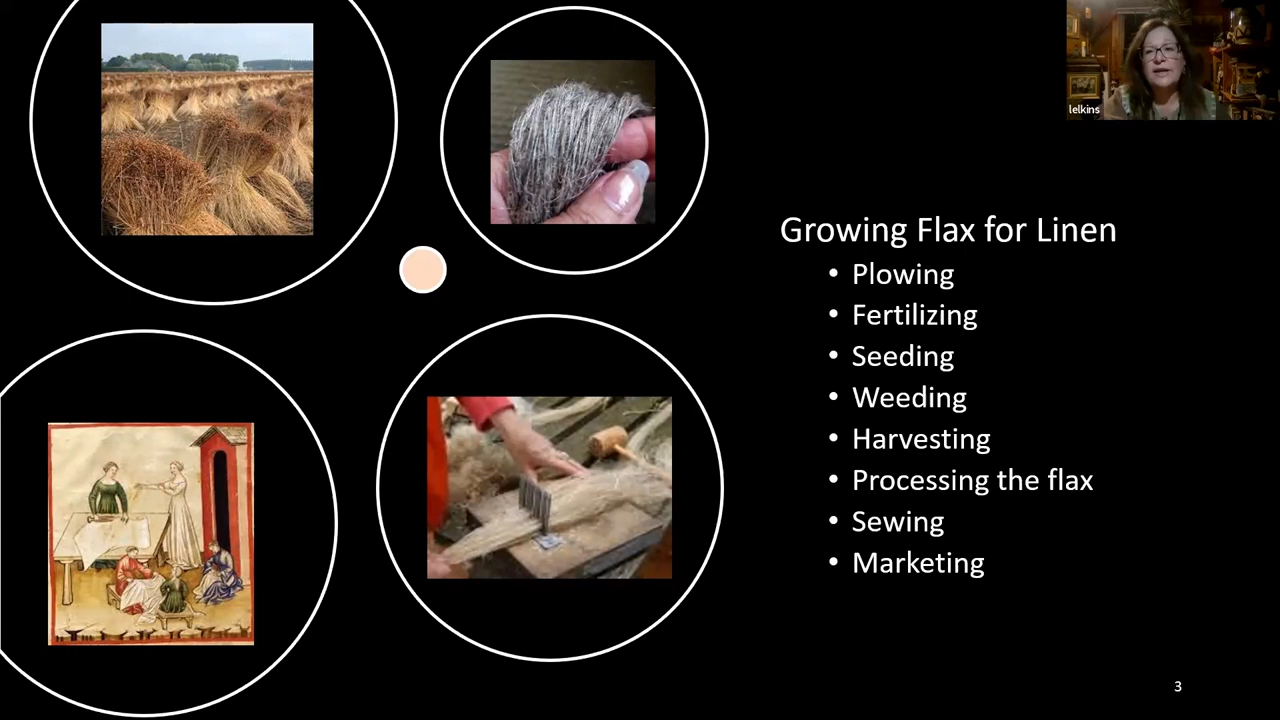 lelkins
Growing Flax for Linen
• Plowing
• Fertilizing
• Seeding
• Weeding
• Harvesting
• Processing the flax
• Sewing
• Marketing
3